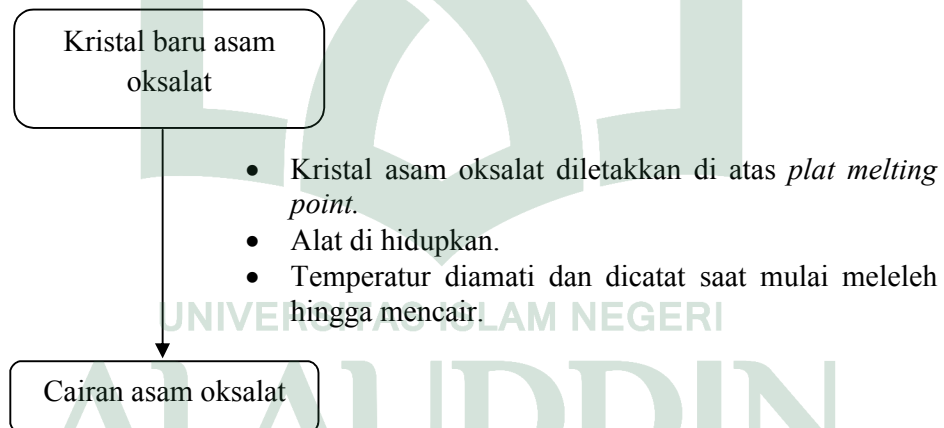 Kristal baru asam
oksalat
• Kristal asam oksalat diletakkan di atas plat melting
point.
• Alat di hidupkan.
• Temperatur diamati dan dicatat saat mulai meleleh
hingga mencair.
UNIVERSITAS ISLAM NEGERI
Cairan asam oksalat
ALAUDDIN